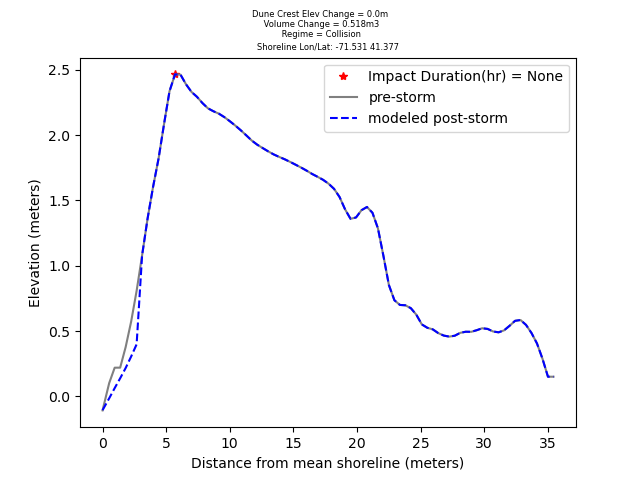 Dune Crest Elev Change = 0.0m
Volume Change = 0.518m3
Regime = Collision
Shoreline Lon/Lat: -71.531 41.377
Impact Duration(hr) = None
pre-storm
modeled post-storm
2.5
2.0
1.5
1.0
0.5
0.0
Elevation (meters)
0 5 10 15 20 25 30 35
Distance from mean shoreline (meters)